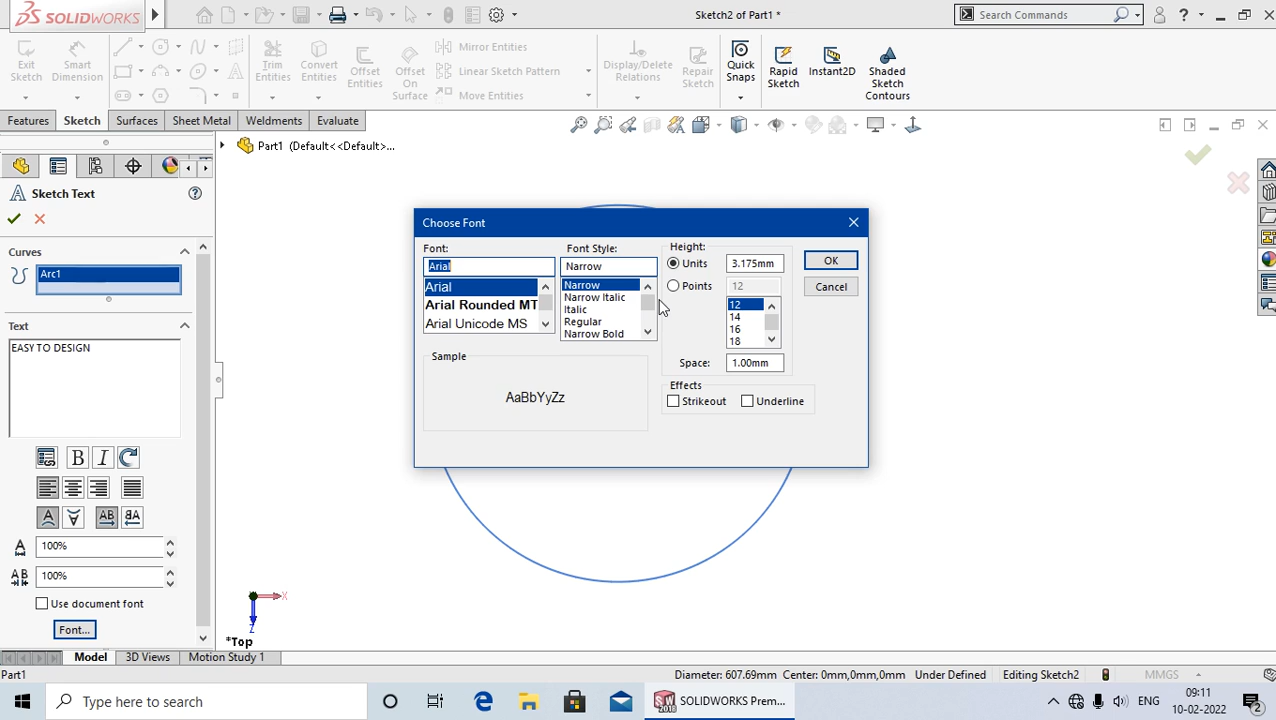 SOLIDWORKS
Sketch2 of Part1 *
Search Commands
?
Exit Sketch
Smart Dimension
Trim Entities
Convert Entities
Offset Entities
Offset On Surface
Mirror Entities
Linear Sketch Pattern
Move Entities
Display/Delete Relations
Repair Sketch
Quick Snaps
Rapid Sketch
Instant2D
Shaded Sketch Contours
Features
Sketch
Surfaces
Sheet Metal
Weldments
Evaluate
Part1 (Default<<Default>...
Sketch Text
?
Curves
Arc1
Text
EASY TO DESIGN
B
I
AB
100%
AB
100%
Use document font
Font...
Choose Font
Font:
Arial
Arial
Arial Rounded MT
Arial Unicode MS
Font Style:
Narrow
Narrow
Narrow Italic
Italic
Regular
Narrow Bold
Height:
Units
3.175mm
Points
12
12
14
16
18
Space:
1.00mm
OK
Cancel
Sample
AaBbYyZz
Effects
Strikeout
Underline
X
Z
*Top
Model
3D Views
Motion Study 1
Part1
Diameter: 607.69mm Center: 0mm,0mm,0mm Under Defined
Editing Sketch2
MMGS
Type here to search
SOLIDWORKS Prem...
ENG
09:11
10-02-2022
2